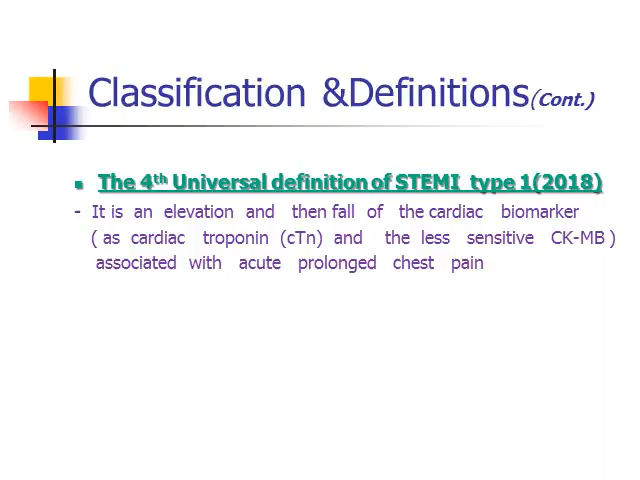 Classification &Definitions(Cont.)
The 4th Universal definition of STEMI type 1(2018)
- It is an elevation and then fall of the cardiac biomarker
( as cardiac troponin (cTn) and the less sensitive CK-MB )
associated with acute prolonged chest pain